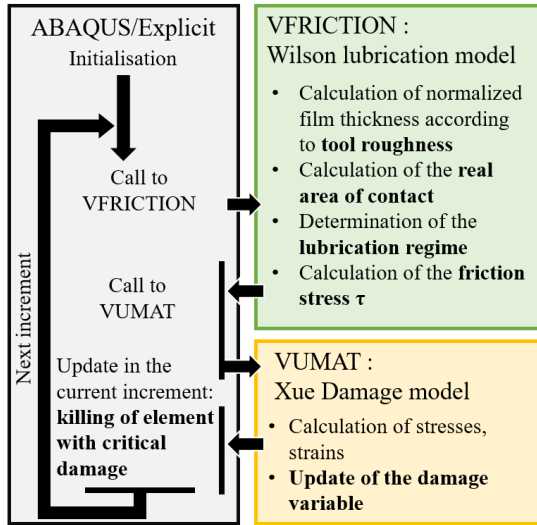 ABAQUS/Explicit
Initialisation
Call to
VFRICTION
Call to
VUMAT
Update in the
current increment:
killing of element
with critical
damage
Next increment
VFRICTION :
Wilson lubrication model
• Calculation of normalized
film thickness according
to tool roughness
• Calculation of the real
area of contact
• Determination of the
lubrication regime
• Calculation of the friction
stress τ
VUMAT :
Xue Damage model
• Calculation of stresses,
strains
• Update of the damage
variable